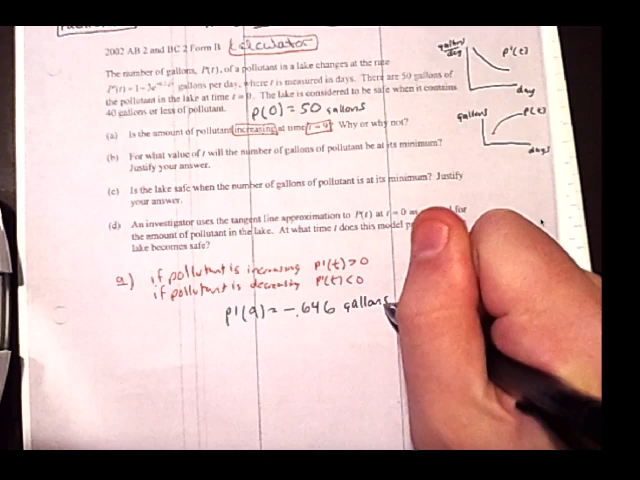 2002 AB 2 and BC 2 Form B calculator
The number of gallons, P(t), of a pollutant in a lake changes at the rate
gallons per day, where t is measured in days. There are 50 gallons of
the pollutant in the lake at time t = 0. The lake is considered to be safe when it contains
40 gallons or less of pollutant. P(0) = 50 gallons
(a) Is the amount of pollutant increasing at time t = 9? Why or why not?
(b) For what value of t will the number of gallons of pollutant be at its minimum?
Justify your answer.
(c) Is the lake safe when the number of gallons of pollutant is at its minimum? Justify
your answer.
(d) An investigator uses the tangent line approximation to P(t) at t = 0 as for
the amount of pollutant in the lake. At what time t does this model
lake becomes safe?
a) if pollutant is increasing P'(t) > 0
if pollutant is decreasing P'(t) < 0
P'(9) = -.646 gallons
gallons/day
P'(t)
day
gallons
P(t)
days